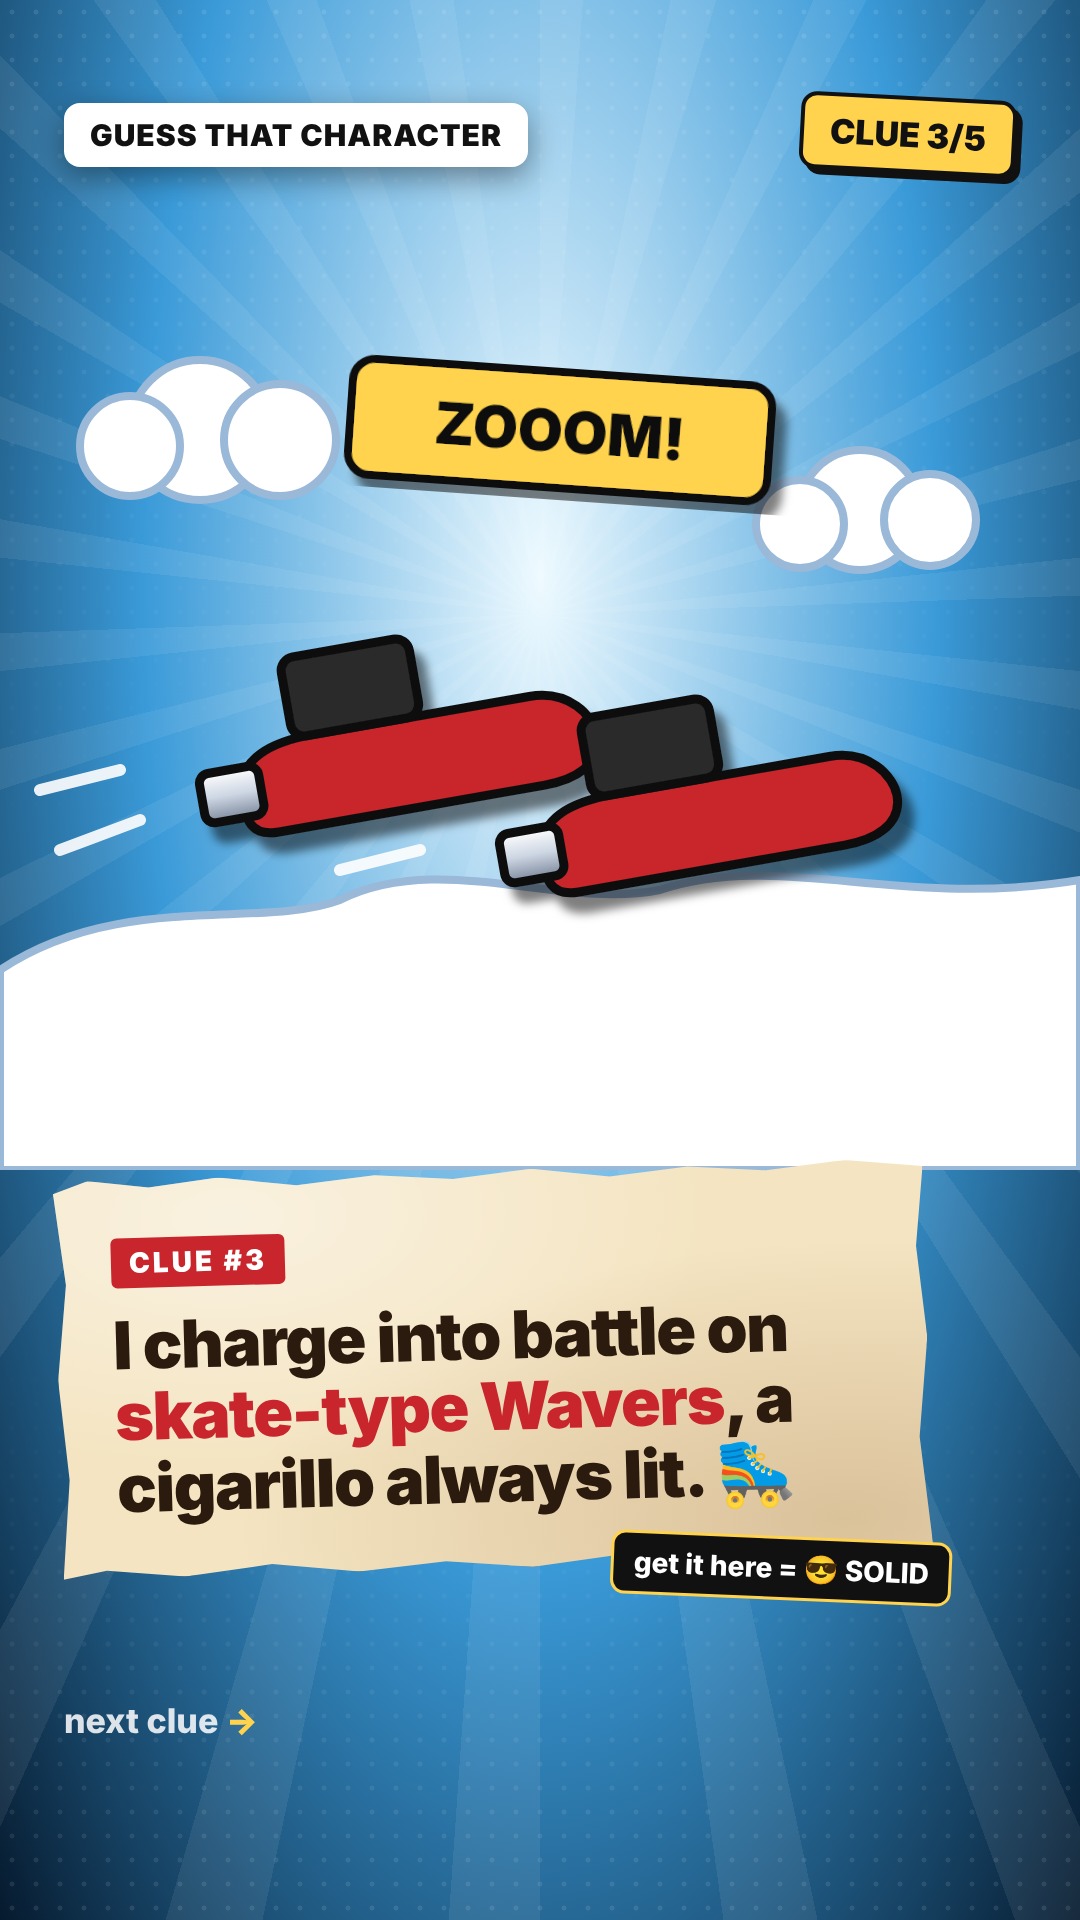 GUESS THAT CHARACTER
CLUE 3/5
ZOOOM!
CLUE #3
I charge into battle on
skate-type Wavers, a
cigarillo always lit. 🛼
get it here = 😎 SOLID
next clue →